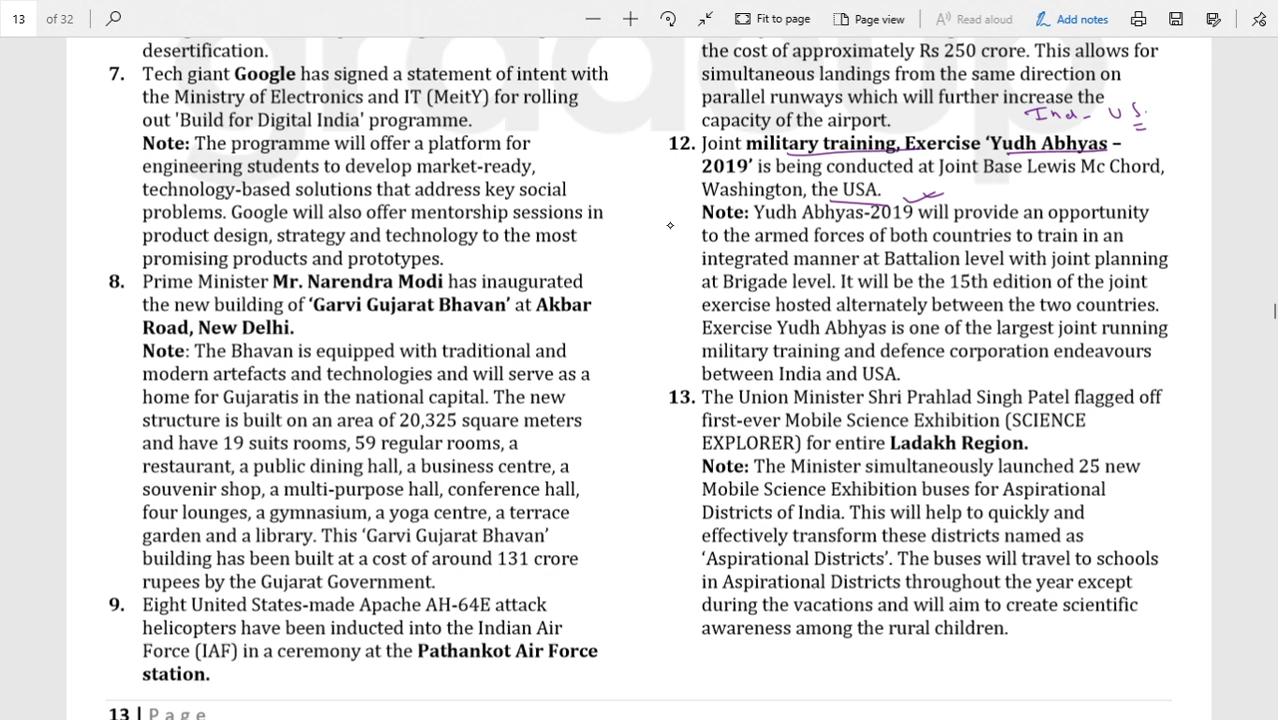 13 of 32
Fit to page
Page view
Read aloud
Add notes
gradeup
desertification.
7. Tech giant Google has signed a statement of intent with
the Ministry of Electronics and IT (MeitY) for rolling
out 'Build for Digital India' programme.
Note: The programme will offer a platform for
engineering students to develop market-ready,
technology-based solutions that address key social
problems. Google will also offer mentorship sessions in
product design, strategy and technology to the most
promising products and prototypes.
8. Prime Minister Mr. Narendra Modi has inaugurated
the new building of ‘Garvi Gujarat Bhavan’ at Akbar
Road, New Delhi.
Note: The Bhavan is equipped with traditional and
modern artefacts and technologies and will serve as a
home for Gujaratis in the national capital. The new
structure is built on an area of 20,325 square meters
and have 19 suits rooms, 59 regular rooms, a
restaurant, a public dining hall, a business centre, a
souvenir shop, a multi-purpose hall, conference hall,
four lounges, a gymnasium, a yoga centre, a terrace
garden and a library. This ‘Garvi Gujarat Bhavan’
building has been built at a cost of around 131 crore
rupees by the Gujarat Government.
9. Eight United States-made Apache AH-64E attack
helicopters have been inducted into the Indian Air
Force (IAF) in a ceremony at the Pathankot Air Force
station.
the cost of approximately Rs 250 crore. This allows for
simultaneous landings from the same direction on
parallel runways which will further increase the
capacity of the airport.
Ind - US.
12. Joint military training, Exercise ‘Yudh Abhyas –
2019’ is being conducted at Joint Base Lewis Mc Chord,
Washington, the USA.
Note: Yudh Abhyas-2019 will provide an opportunity
to the armed forces of both countries to train in an
integrated manner at Battalion level with joint planning
at Brigade level. It will be the 15th edition of the joint
exercise hosted alternately between the two countries.
Exercise Yudh Abhyas is one of the largest joint running
military training and defence corporation endeavours
between India and USA.
13. The Union Minister Shri Prahlad Singh Patel flagged off
first-ever Mobile Science Exhibition (SCIENCE
EXPLORER) for entire Ladakh Region.
Note: The Minister simultaneously launched 25 new
Mobile Science Exhibition buses for Aspirational
Districts of India. This will help to quickly and
effectively transform these districts named as
‘Aspirational Districts’. The buses will travel to schools
in Aspirational Districts throughout the year except
during the vacations and will aim to create scientific
awareness among the rural children.
13 | Page